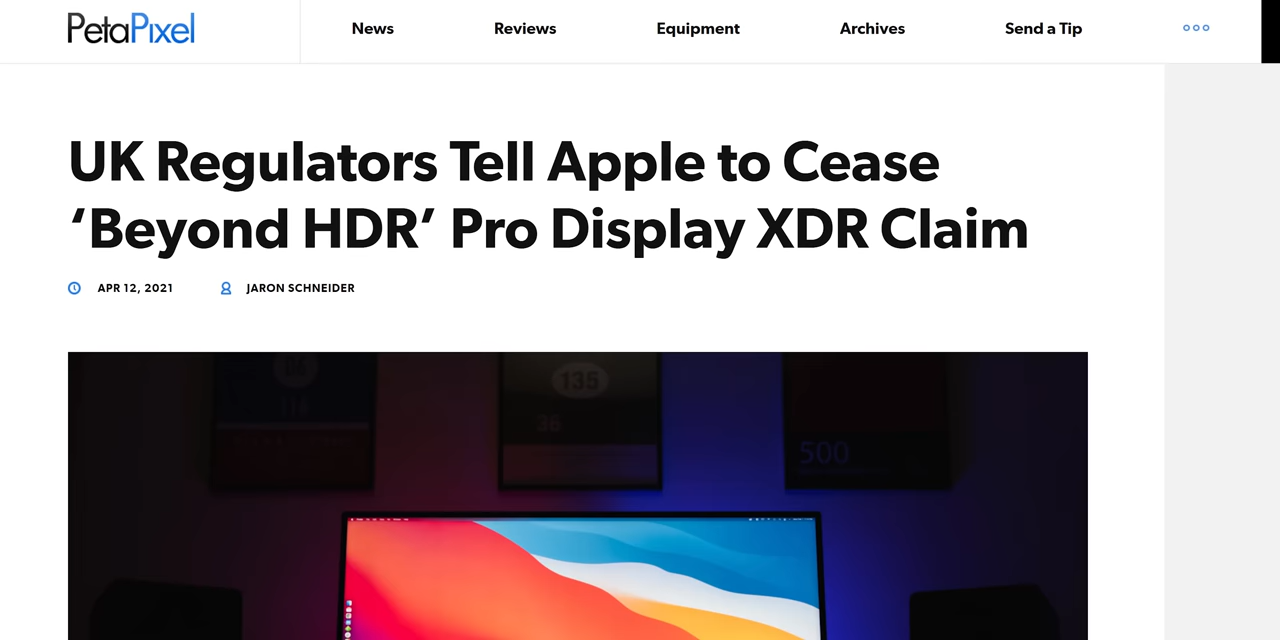 PetaPixel
News
Reviews
Equipment
Archives
Send a Tip
UK Regulators Tell Apple to Cease
‘Beyond HDR’ Pro Display XDR Claim
APR 12, 2021
JARON SCHNEIDER
135
36
500